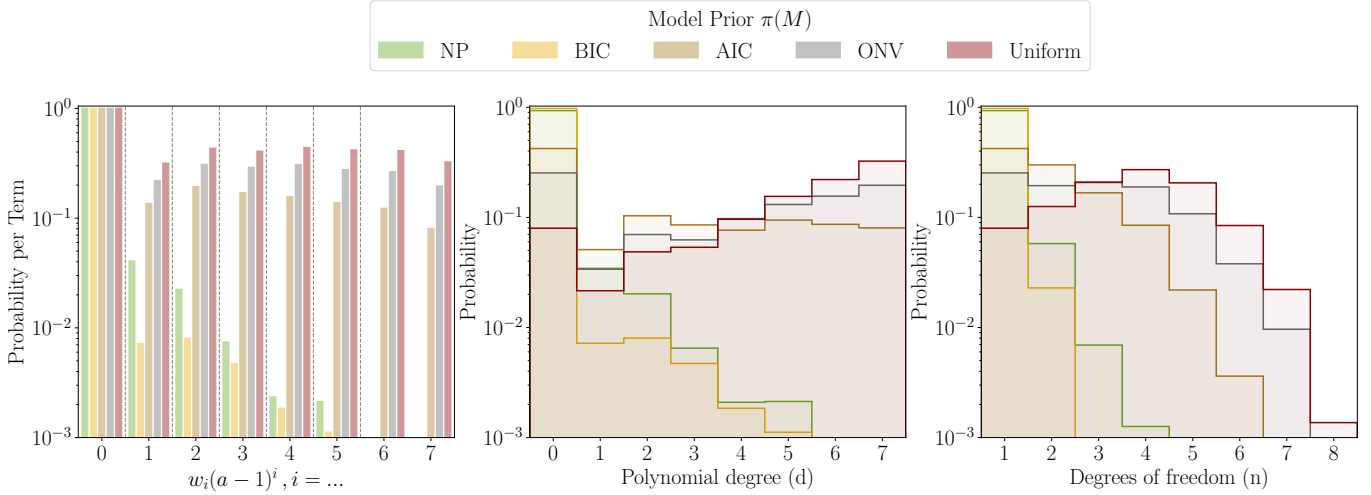 Model Prior π(M)
NP BIC AIC ONV Uniform
Probability per Term
10^0
10^-1
10^-2
10^-3
0 1 2 3 4 5 6 7
w_i(a − 1)^i, i = ...
Probability
10^0
10^-1
10^-2
10^-3
0 1 2 3 4 5 6 7
Polynomial degree (d)
Probability
10^0
10^-1
10^-2
10^-3
1 2 3 4 5 6 7 8
Degrees of freedom (n)